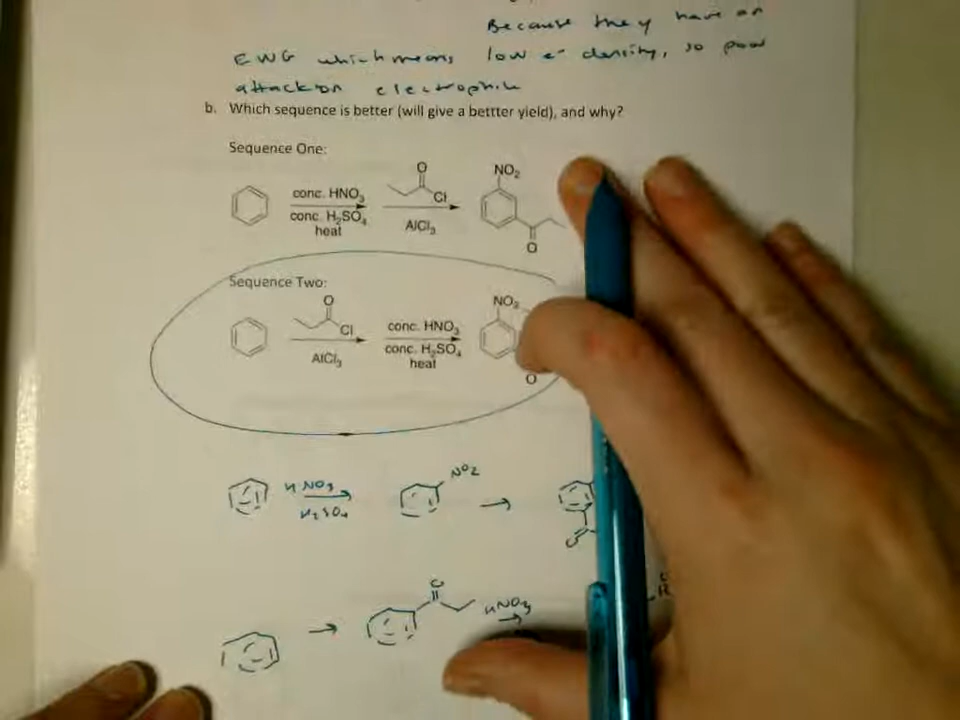 Because they have an
EWG which means low e- density, so poor
attack on electrophile
b. Which sequence is better (will give a bettter yield), and why?
Sequence One:
conc. HNO3
conc. H2SO4
heat
O
Cl
AlCl3
NO2
O
Sequence Two:
O
Cl
AlCl3
conc. HNO3
conc. H2SO4
heat
NO2
O
HNO3
H2SO4
NO2
O
O
HNO3